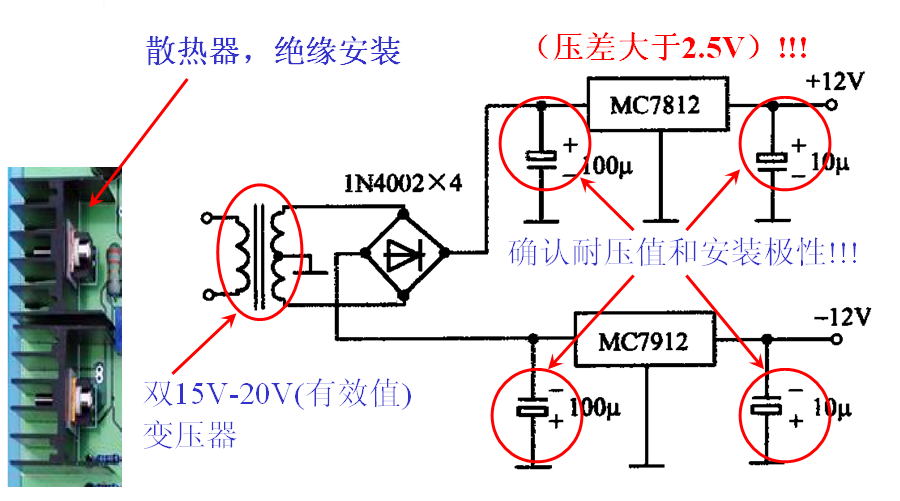 散热器，绝缘安装
（压差大于2.5V）!!!
+12V
MC7812
+
100μ
−
+
10μ
−
1N4002×4
确认耐压值和安装极性!!!
−12V
MC7912
−
100μ
+
−
10μ
+
双15V-20V(有效值)
变压器